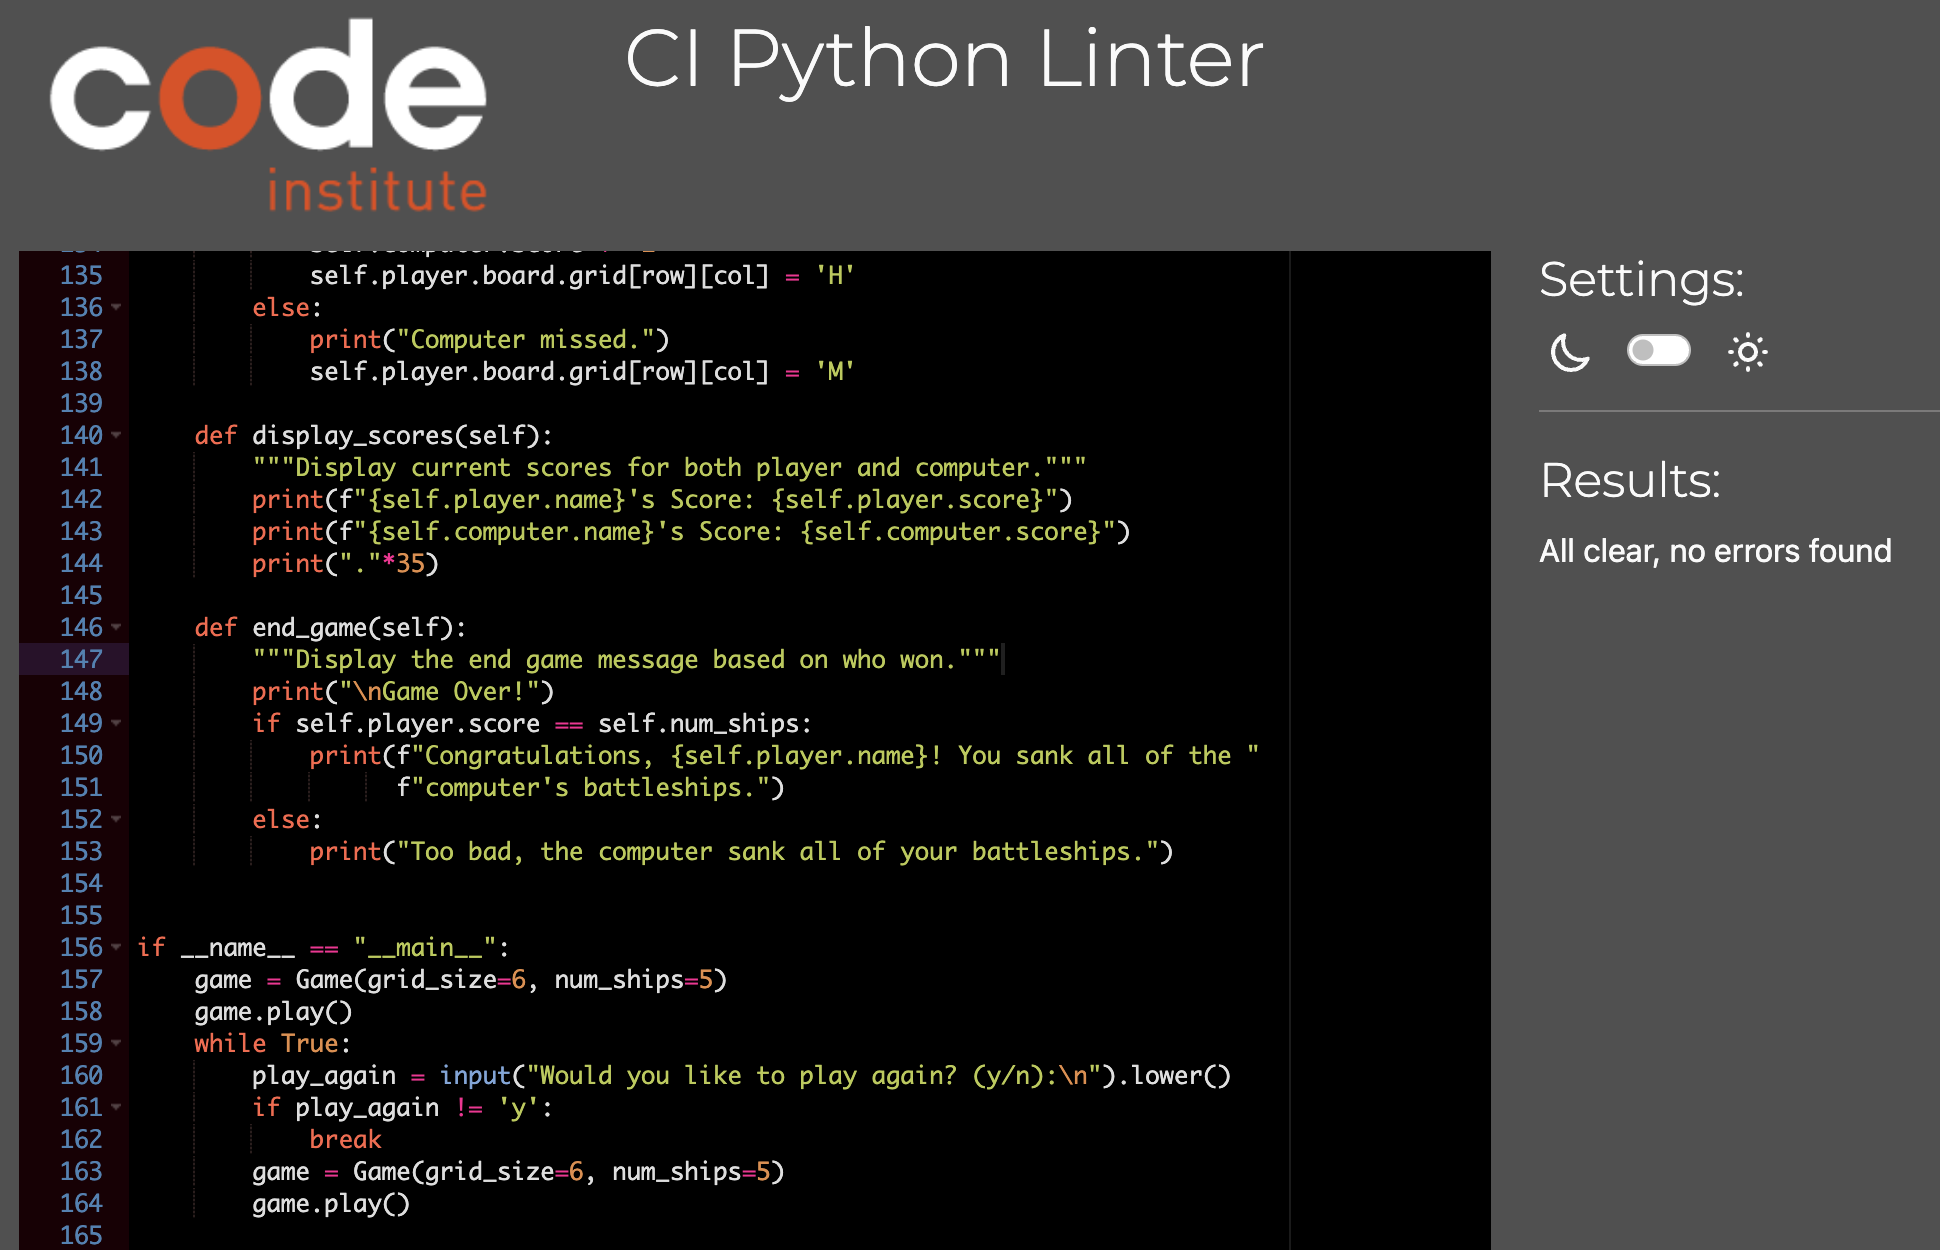 code
institute
CI Python Linter
135 self.player.board.grid[row][col] = 'H'
136 else:
137 print("Computer missed.")
138 self.player.board.grid[row][col] = 'M'
139
140 def display_scores(self):
141 """Display current scores for both player and computer."""
142 print(f"{self.player.name}'s Score: {self.player.score}")
143 print(f"{self.computer.name}'s Score: {self.computer.score}")
144 print("."*35)
145
146 def end_game(self):
147 """Display the end game message based on who won."""
148 print("\nGame Over!")
149 if self.player.score == self.num_ships:
150 print(f"Congratulations, {self.player.name}! You sank all of the "
151 f"computer's battleships.")
152 else:
153 print("Too bad, the computer sank all of your battleships.")
154
155
156 if __name__ == "__main__":
157 game = Game(grid_size=6, num_ships=5)
158 game.play()
159 while True:
160 play_again = input("Would you like to play again? (y/n):\n").lower()
161 if play_again != 'y':
162 break
163 game = Game(grid_size=6, num_ships=5)
164 game.play()
165
Settings:
Results:
All clear, no errors found